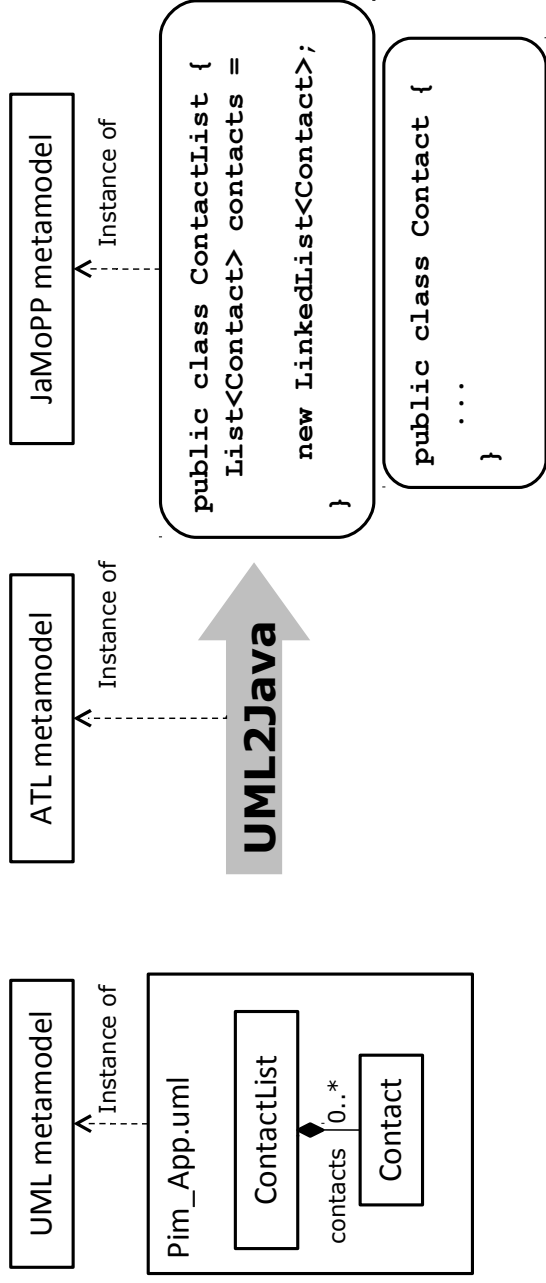 UML metamodel
Instance of
Pim_App.uml
ContactList
contacts
0..*
Contact
ATL metamodel
Instance of
UML2Java
JaMoPP metamodel
Instance of
public class ContactList {
List<Contact> contacts =
new LinkedList<Contact>;
}
public class Contact {
...
}